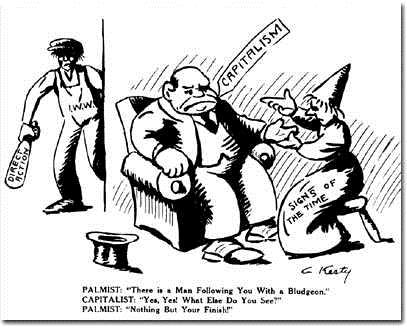 CAPITALISM
I.W.W.
DIRECT
ACTION
SIGNS OF
THE TIME
C Kesty
PALMIST: "There is a Man Following You With a Bludgeon."
CAPITALIST: "Yes, Yes! What Else Do You See?"
PALMIST: "Nothing But Your Finish!"